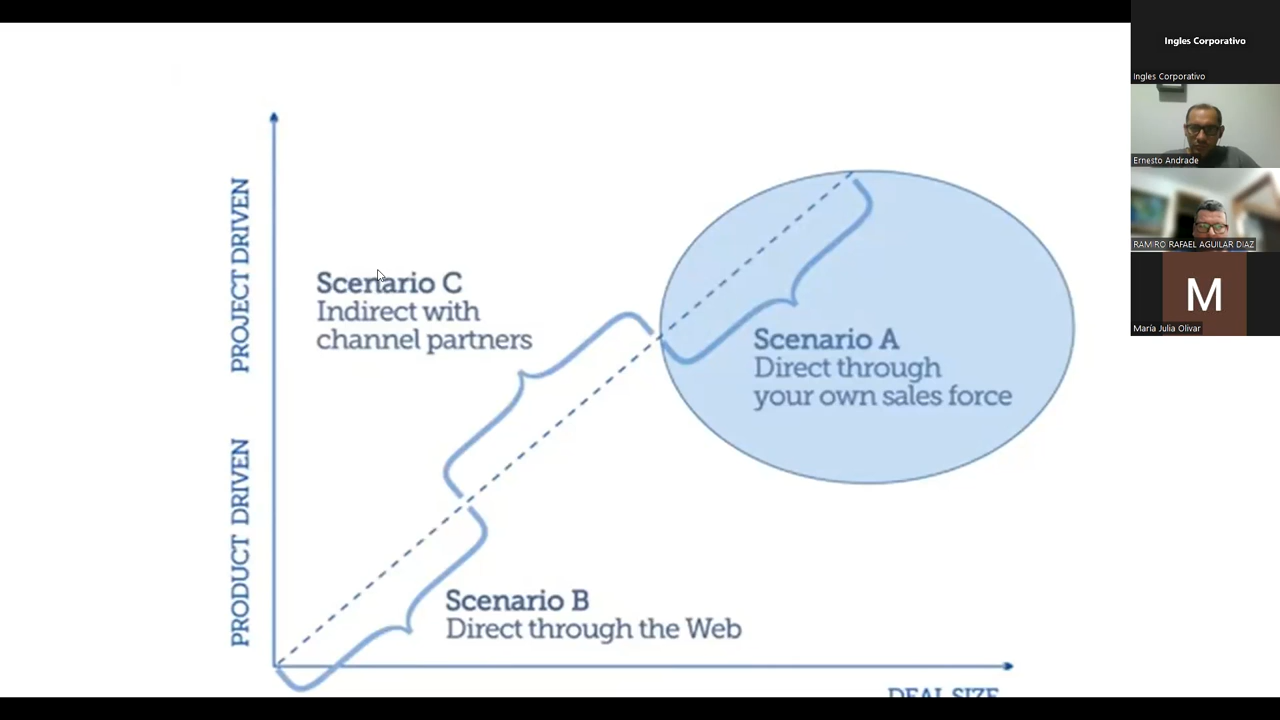 PROJECT DRIVEN
PRODUCT DRIVEN
Scenario C
Indirect with
channel partners
Scenario A
Direct through
your own sales force
Scenario B
Direct through the Web
DEAL SIZE
Ingles Corporativo
Ingles Corporativo
Ernesto Andrade
RAMIRO RAFAEL AGUILAR DIAZ
M
María Julia Olivar